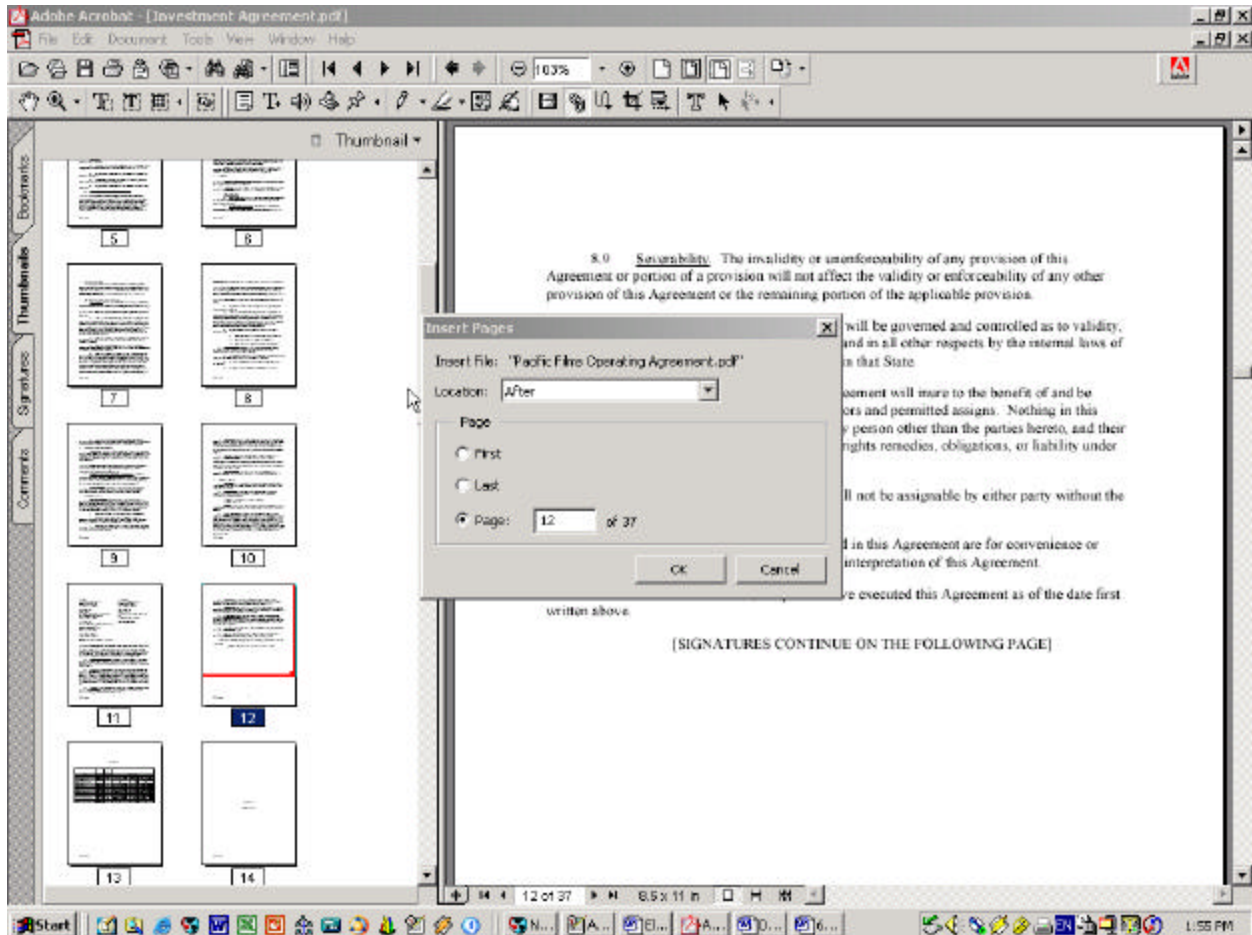 Adobe Acrobat - [Investment Agreement.pdf]
File Edit Document Tools View Window Help
103%
Thumbnail
Bookmarks
Thumbnails
Signatures
Comments
5
6
7
8
9
10
11
12
13
14
8.0 Severability. The invalidity or unenforceability of any provision of this
Agreement or portion of a provision will not affect the validity or enforceability of any other
provision of this Agreement or the remaining portion of the applicable provision.
will be governed and controlled as to validity,
and in all other respects by the internal laws of
in that State
eement will inure to the benefit of and be
ors and permitted assigns. Nothing in this
y person other than the parties hereto, and their
rights remedies, obligations, or liability under
ll not be assignable by either party without the
d in this Agreement are for convenience or
interpretation of this Agreement.
ve executed this Agreement as of the date first
written above.
[SIGNATURES CONTINUE ON THE FOLLOWING PAGE]
Insert Pages
Insert File: "Pacific Films Operating Agreement.pdf"
Location: After
Page
First
Last
Page: 12 of 37
OK Cancel
12 of 37 8.5 x 11 in
Start N... A... El... A... D... 6... EN 1:55 PM